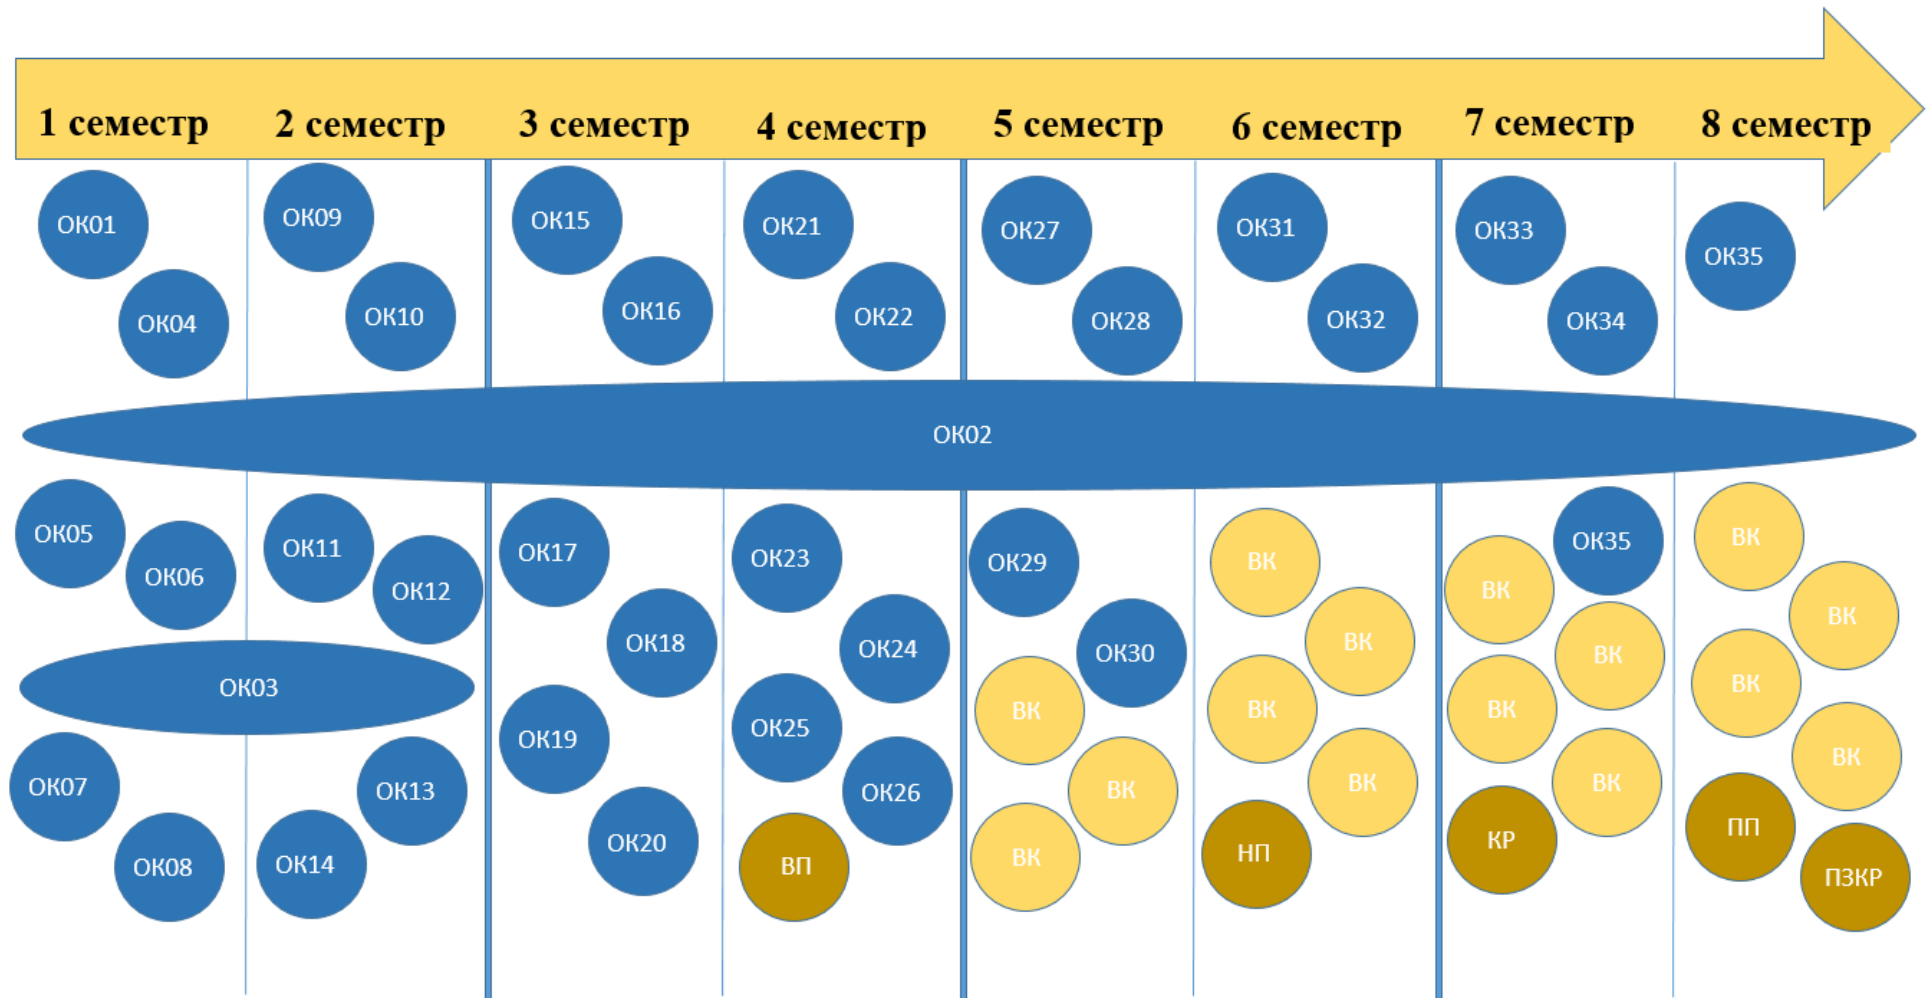 1 семестр
2 семестр
3 семестр
4 семестр
5 семестр
6 семестр
7 семестр
8 семестр
ОК01
ОК09
ОК15
ОК21
ОК27
ОК31
ОК33
ОК35
ОК04
ОК10
ОК16
ОК22
ОК28
ОК32
ОК34
ОК02
ОК05
ОК06
ОК11
ОК12
ОК17
ОК18
ОК23
ОК24
ОК29
ОК30
ВК
ВК
ВК
ОК35
ВК
ВК
ВК
ОК03
ОК19
ОК25
ВК
ВК
ВК
ВК
ВК
ОК07
ОК08
ОК13
ОК14
ОК20
ОК26
ВП
ВК
ВК
НП
ВК
КР
ВК
ПП
ПЗКР